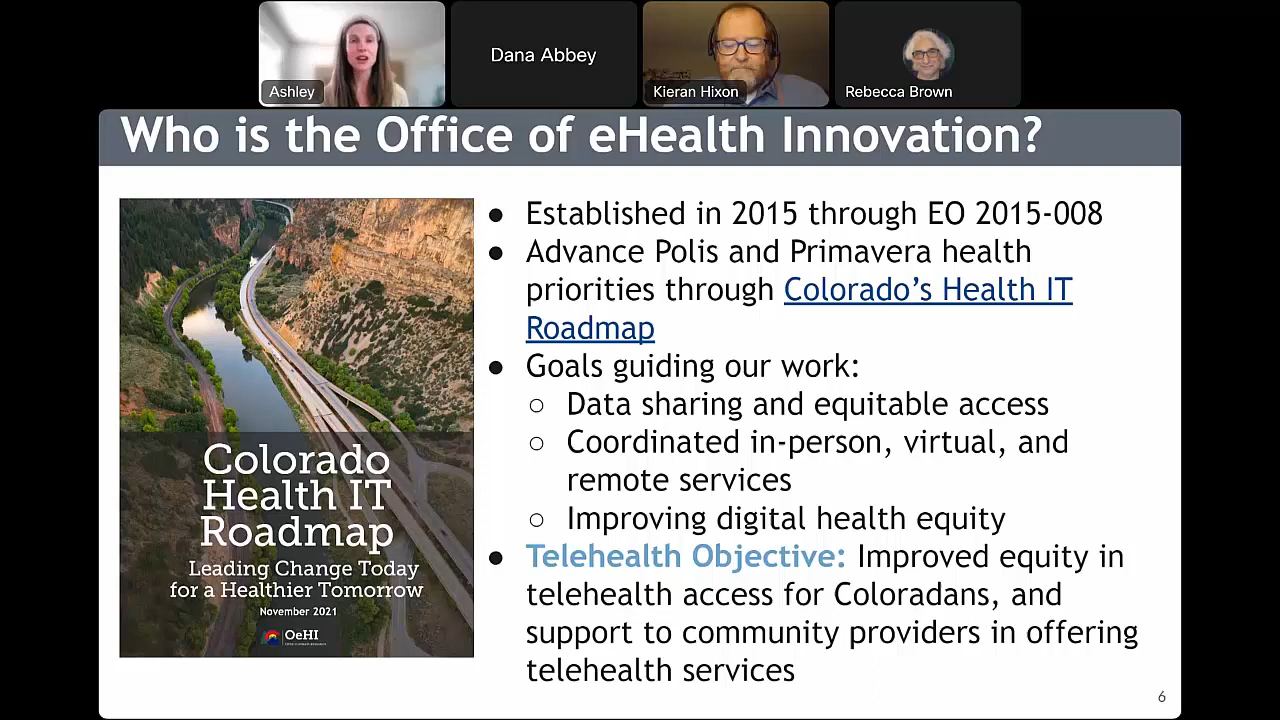 Ashley
Dana Abbey
Kieran Hixon
Rebecca Brown
Who is the Office of eHealth Innovation?
● Established in 2015 through EO 2015-008
● Advance Polis and Primavera health
priorities through Colorado’s Health IT
Roadmap
● Goals guiding our work:
○ Data sharing and equitable access
○ Coordinated in-person, virtual, and
remote services
○ Improving digital health equity
● Telehealth Objective: Improved equity in
telehealth access for Coloradans, and
support to community providers in offering
telehealth services
Colorado
Health IT
Roadmap
Leading Change Today
for a Healthier Tomorrow
November 2021
OeHI
6